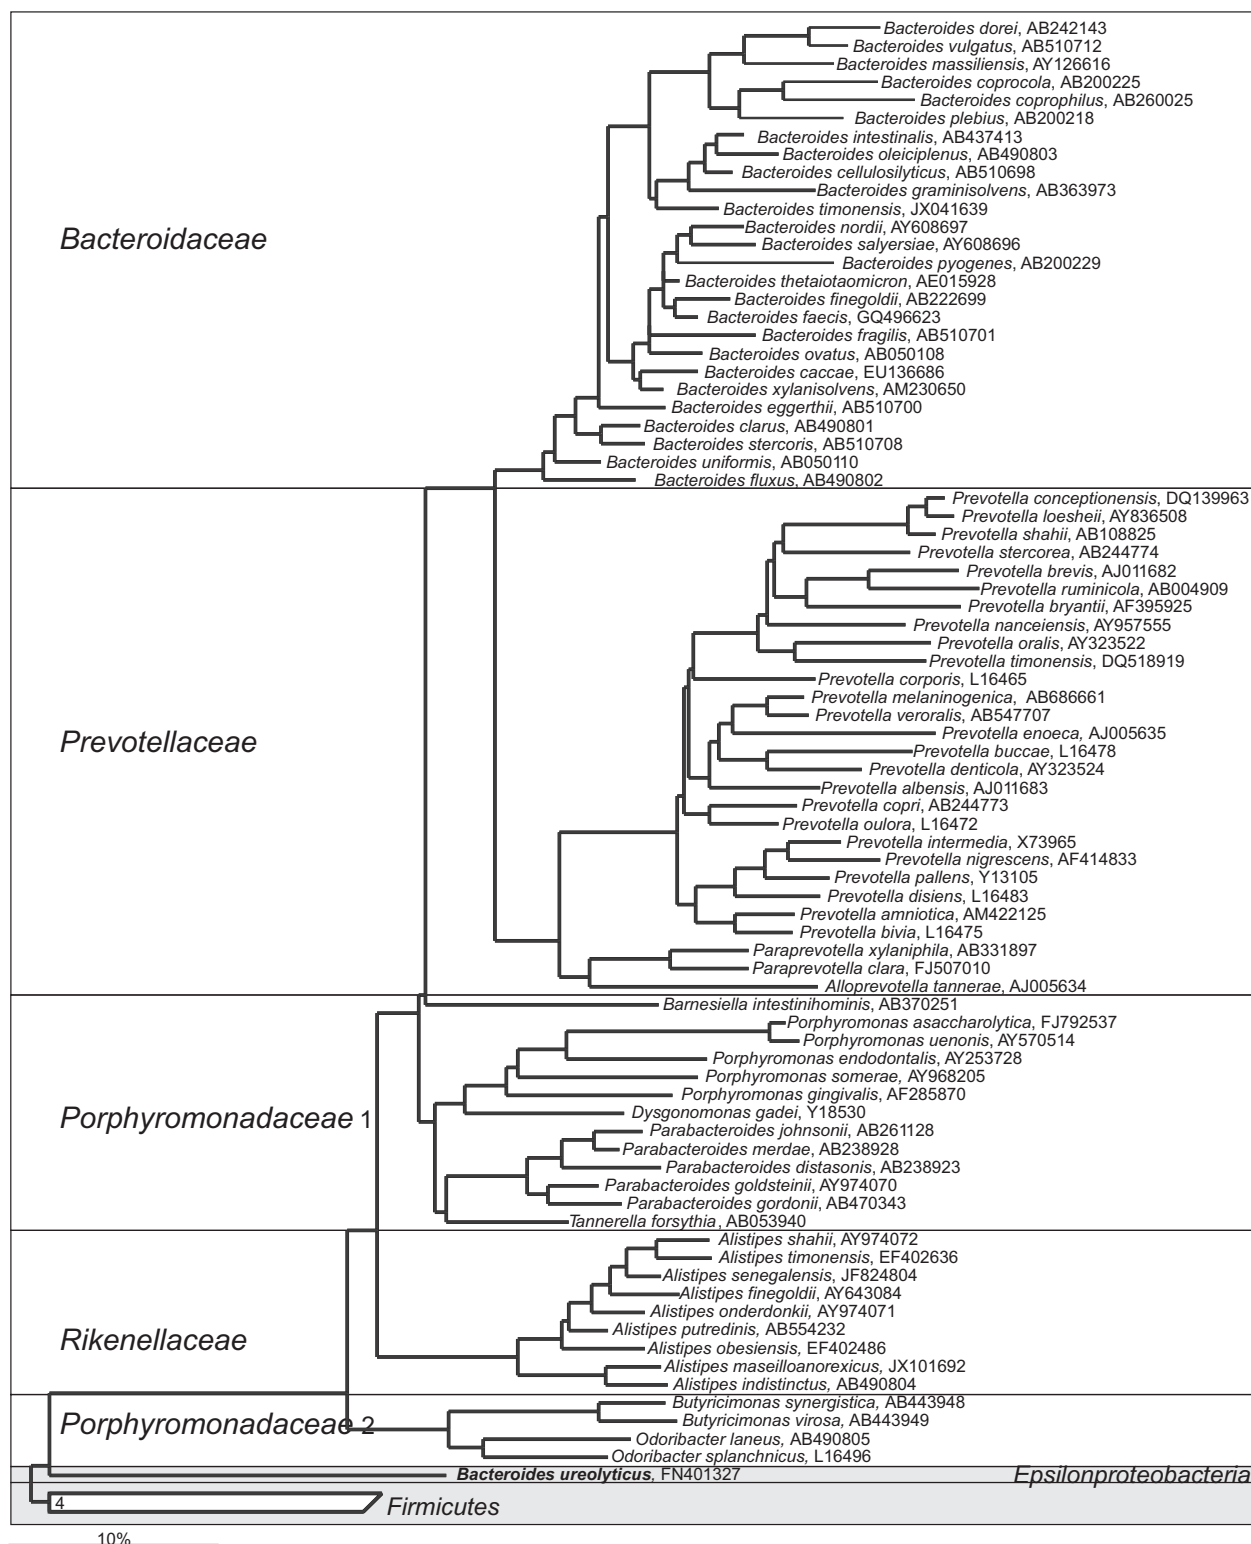 Bacteroides dorei, AB242143
Bacteroides vulgatus, AB510712
Bacteroides massiliensis, AY126616
Bacteroides coprocola, AB200225
Bacteroides coprophilus, AB260025
Bacteroides plebius, AB200218
Bacteroides intestinalis, AB437413
Bacteroides oleiciplenus, AB490803
Bacteroides cellulosilyticus, AB510698
Bacteroides graminisolvens, AB363973
Bacteroides timonensis, JX041639
Bacteroides nordii, AY608697
Bacteroidaceae
Bacteroides salyersiae, AY608696
Bacteroides pyogenes, AB200229
Bacteroides thetaiotaomicron, AE015928
Bacteroides finegoldii, AB222699
Bacteroides faecis, GQ496623
Bacteroides fragilis, AB510701
Bacteroides ovatus, AB050108
Bacteroides caccae, EU136686
Bacteroides xylanisolvens, AM230650
Bacteroides eggerthii, AB510700
Bacteroides clarus, AB490801
Bacteroides stercoris, AB510708
Bacteroides uniformis, AB050110
Bacteroides fluxus, AB490802
Prevotella conceptionensis, DQ139963
Prevotella loesheii, AY836508
Prevotella shahii, AB108825
Prevotella stercorea, AB244774
Prevotella brevis, AJ011682
Prevotella ruminicola, AB004909
Prevotella bryantii, AF395925
Prevotella nanceiensis, AY957555
Prevotella oralis, AY323522
Prevotella timonensis, DQ518919
Prevotella corporis, L16465
Prevotella melaninogenica, AB686661
Prevotella veroralis, AB547707
Prevotella enoeca, AJ005635
Prevotellaceae
Prevotella buccae, L16478
Prevotella denticola, AY323524
Prevotella albensis, AJ011683
Prevotella copri, AB244773
Prevotella oulora, L16472
Prevotella intermedia, X73965
Prevotella nigrescens, AF414833
Prevotella pallens, Y13105
Prevotella disiens, L16483
Prevotella amniotica, AM422125
Prevotella bivia, L16475
Paraprevotella xylaniphila, AB331897
Paraprevotella clara, FJ507010
Alloprevotella tannerae, AJ005634
Barnesiella intestinihominis, AB370251
Porphyromonas asaccharolytica, FJ792537
Porphyromonas uenonis, AY570514
Porphyromonas endodontalis, AY253728
Porphyromonas somerae, AY968205
Porphyromonas gingivalis, AF285870
Dysgonomonas gadei, Y18530
Porphyromonadaceae 1
Parabacteroides johnsonii, AB261128
Parabacteroides merdae, AB238928
Parabacteroides distasonis, AB238923
Parabacteroides goldsteinii, AY974070
Parabacteroides gordonii, AB470343
Tannerella forsythia, AB053940
Alistipes shahii, AY974072
Alistipes timonensis, EF402636
Alistipes senegalensis, JF824804
Alistipes finegoldii, AY643084
Alistipes onderdonkii, AY974071
Alistipes putredinis, AB554232
Rikenellaceae
Alistipes obesiensis, EF402486
Alistipes maseilloanorexicus, JX101692
Alistipes indistinctus, AB490804
Butyricimonas synergistica, AB443948
Butyricimonas virosa, AB443949
Porphyromonadaceae 2
Odoribacter laneus, AB490805
Odoribacter splanchnicus, L16496
Bacteroides ureolyticus, FN401327
Epsilonproteobacteria
4
Firmicutes
10%